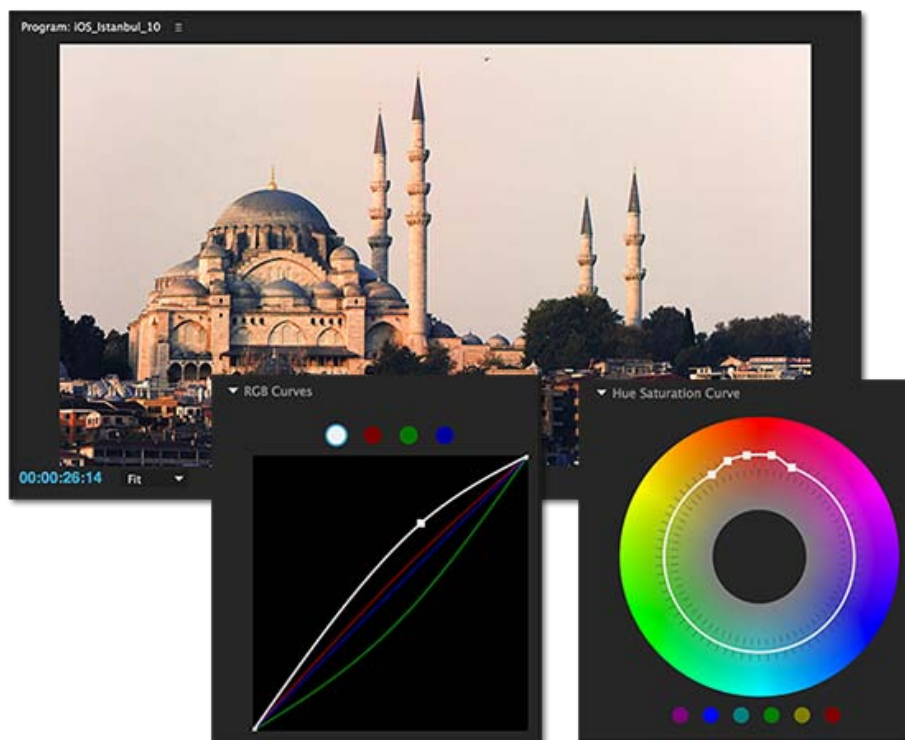 Program: iOS_Istanbul_10
RGB Curves
Hue Saturation Curve
00:00:26:14 Fit